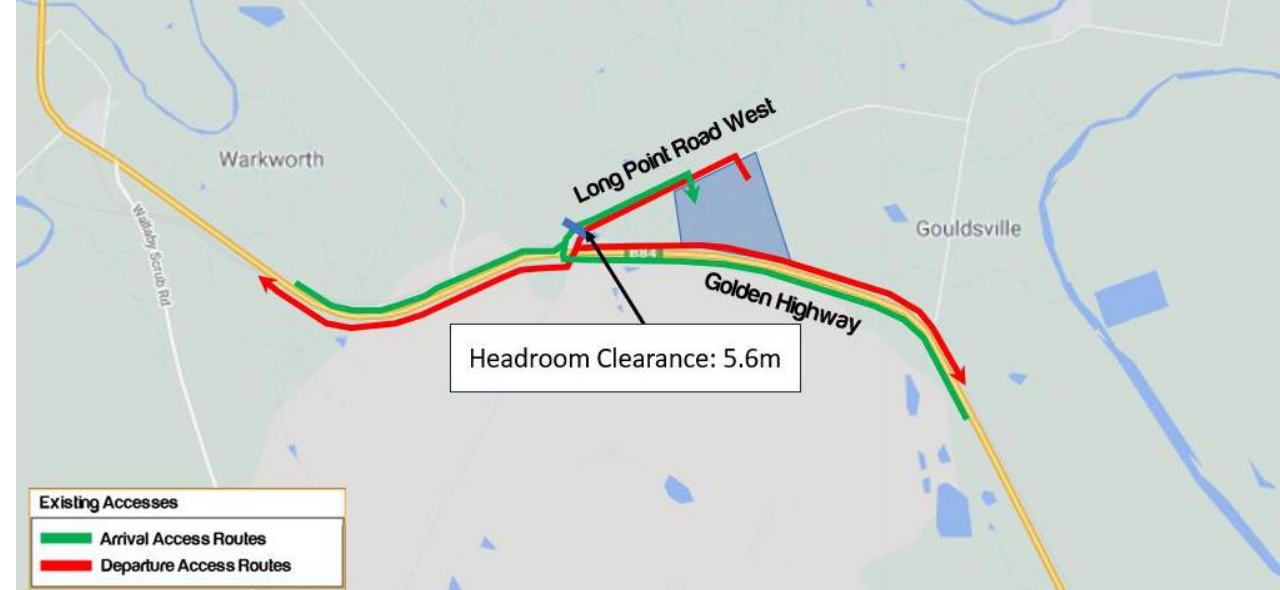 Long Point Road West
Warkworth
Wallaby Scrub Rd
Gouldsville
B84
Golden Highway
Headroom Clearance: 5.6m
Existing Accesses
Arrival Access Routes
Departure Access Routes